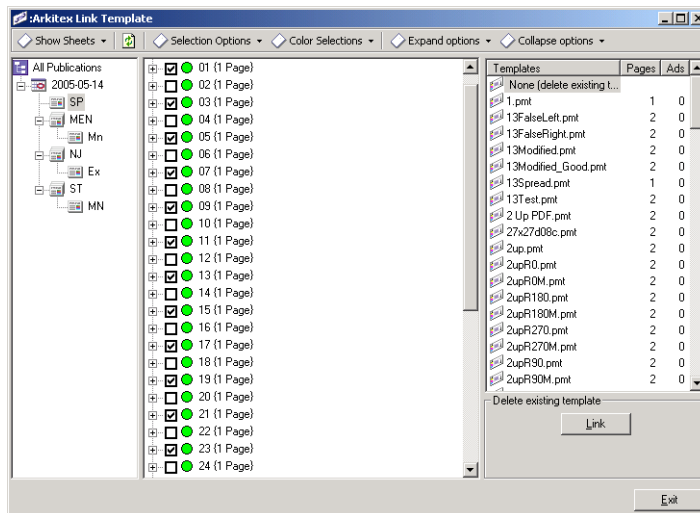 :Arkitex Link Template
Show Sheets Selection Options Color Selections Expand options Collapse options
All Publications
2005-05-14
SP
MEN
Mn
NJ
Ex
ST
MN
01 {1 Page}
02 {1 Page}
03 {1 Page}
04 {1 Page}
05 {1 Page}
06 {1 Page}
07 {1 Page}
08 {1 Page}
09 {1 Page}
10 {1 Page}
11 {1 Page}
12 {1 Page}
13 {1 Page}
14 {1 Page}
15 {1 Page}
16 {1 Page}
17 {1 Page}
18 {1 Page}
19 {1 Page}
20 {1 Page}
21 {1 Page}
22 {1 Page}
23 {1 Page}
24 {1 Page}
Templates Pages Ads
None (delete existing t...
1.pmt 1 0
13FalseLeft.pmt 2 0
13FalseRight.pmt 2 0
13Modified.pmt 2 0
13Modified_Good.pmt 2 0
13Spread.pmt 1 0
13Test.pmt 2 0
2 Up PDF.pmt 2 0
27x27d08c.pmt 2 0
2up.pmt 2 0
2upR0.pmt 2 0
2upR0M.pmt 2 0
2upR180.pmt 2 0
2upR180M.pmt 2 0
2upR270.pmt 2 0
2upR270M.pmt 2 0
2upR90.pmt 2 0
2upR90M.pmt 2 0
Delete existing template
Link
Exit